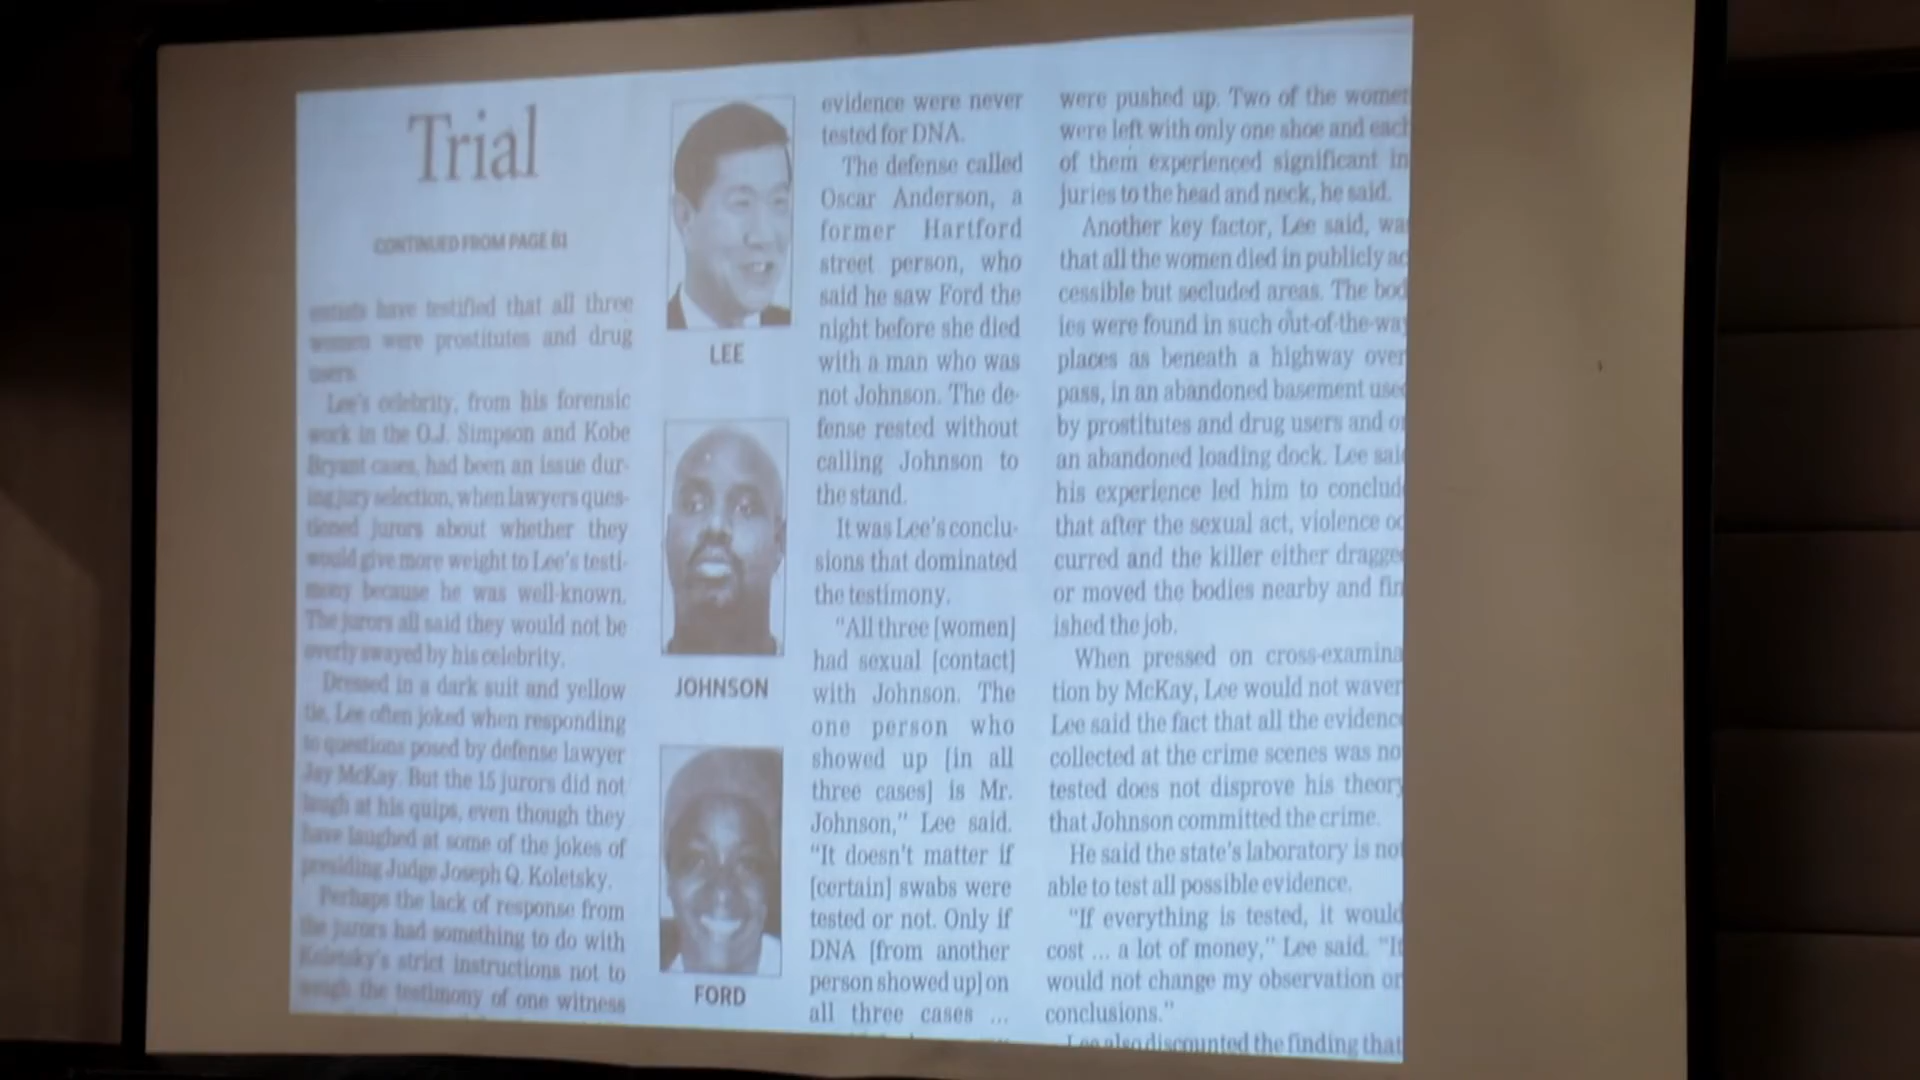 Trial
CONTINUED FROM PAGE B1
have testified that all three
women were prostitutes and drug
users.
Lee's celebrity, from his forensic
work in the O.J. Simpson and Kobe
Bryant cases, had been an issue dur-
ing jury selection, when lawyers ques-
tioned jurors about whether they
would give more weight to Lee's testi-
mony because he was well-known.
The jurors all said they would not be
overly swayed by his celebrity.
Dressed in a dark suit and yellow
tie, Lee often joked when responding
to questions posed by defense lawyer
Jay McKay. But the 15 jurors did not
laugh at his quips, even though they
have laughed at some of the jokes of
presiding Judge Joseph Q. Koletsky.
Perhaps the lack of response from
the jurors had something to do with
Koletsky's strict instructions not to
weigh the testimony of one witness
LEE
JOHNSON
FORD
evidence were never
tested for DNA.
The defense called
Oscar Anderson, a
former Hartford
street person, who
said he saw Ford the
night before she died
with a man who was
not Johnson. The de-
fense rested without
calling Johnson to
the stand.
It was Lee's conclu-
sions that dominated
the testimony.
"All three [women]
had sexual [contact]
with Johnson. The
one person who
showed up [in all
three cases] is Mr.
Johnson," Lee said.
"It doesn't matter if
[certain] swabs were
tested or not. Only if
DNA [from another
person showed up] on
all three cases ...
were pushed up. Two of the women
were left with only one shoe and each
of them experienced significant in
juries to the head and neck, he said.
Another key factor, Lee said, wa
that all the women died in publicly ac
cessible but secluded areas. The bod
ies were found in such out-of-the-way
places as beneath a highway over
pass, in an abandoned basement used
by prostitutes and drug users and on
an abandoned loading dock. Lee said
his experience led him to conclude
that after the sexual act, violence oc
curred and the killer either dragged
or moved the bodies nearby and fin
ished the job.
When pressed on cross-examina
tion by McKay, Lee would not waver
Lee said the fact that all the evidence
collected at the crime scenes was no
tested does not disprove his theory
that Johnson committed the crime.
He said the state's laboratory is not
able to test all possible evidence.
"If everything is tested, it would
cost ... a lot of money," Lee said. "It
would not change my observation or
conclusions."
Lee also discounted the finding that